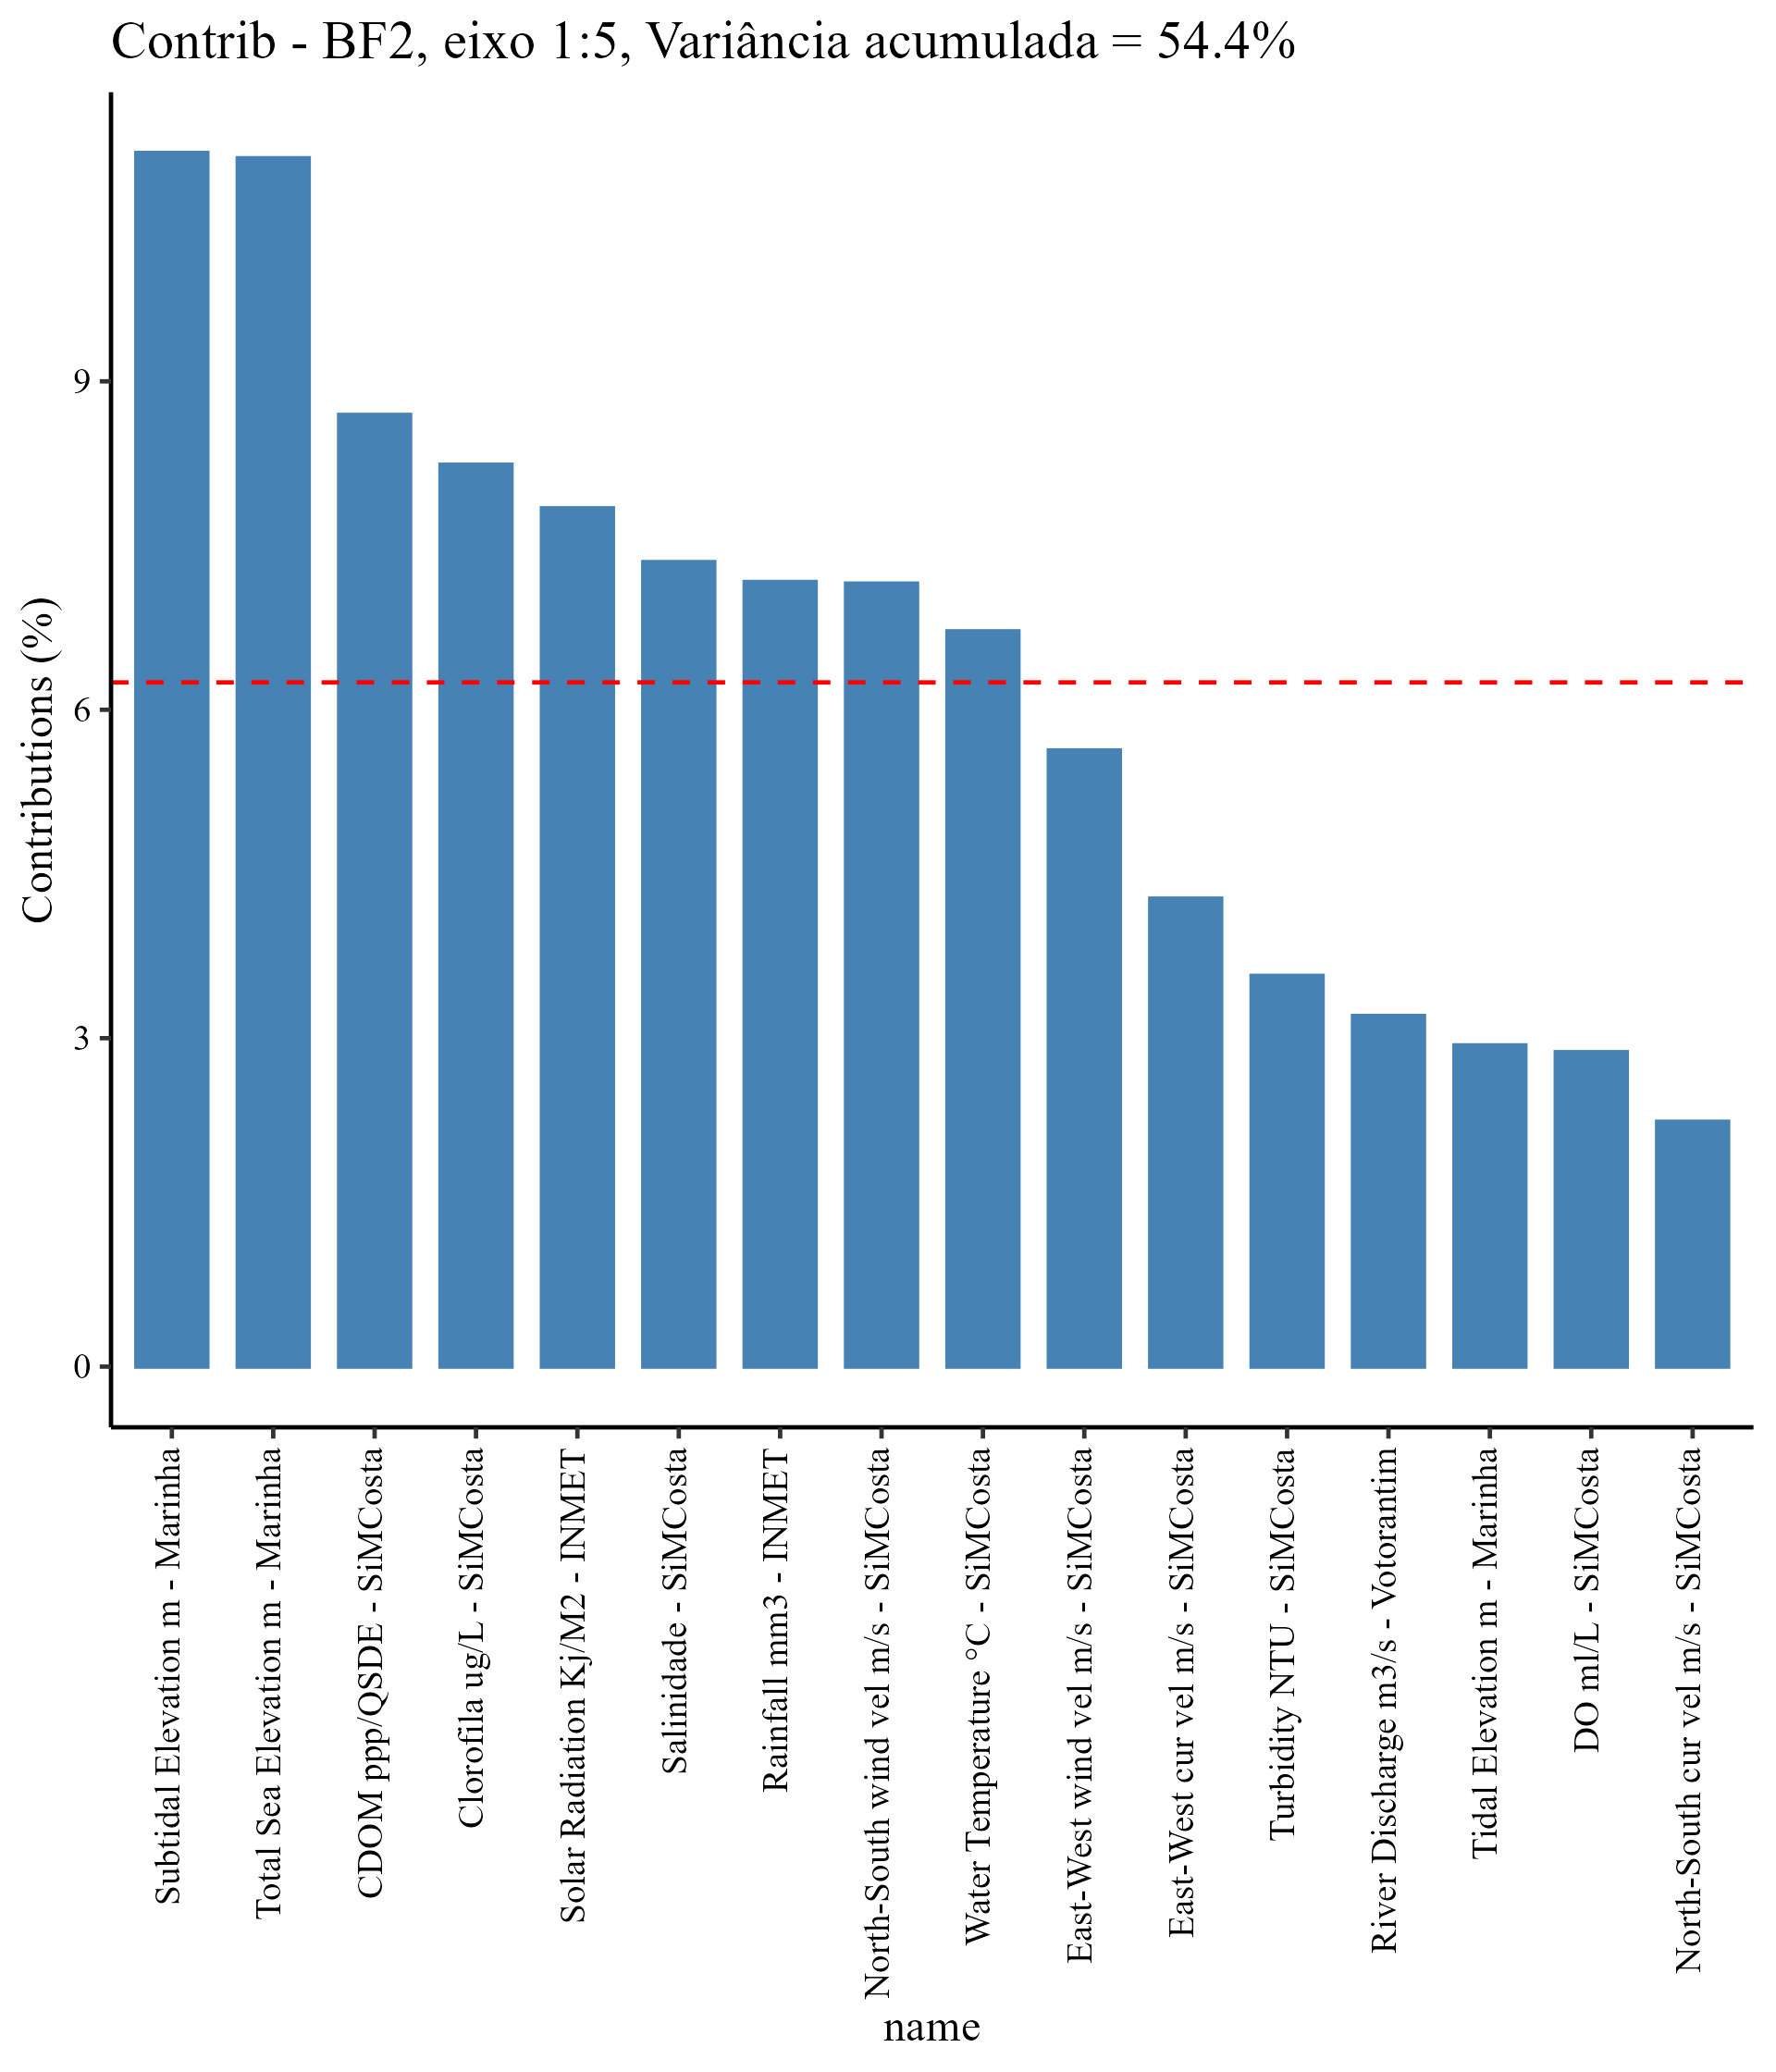 Contrib - BF2, eixo 1:5, Variância acumulada = 54.4%
Contributions (%)
9
6
3
0
Subtidal Elevation m - Marinha
Total Sea Elevation m - Marinha
CDOM ppp/QSDE - SiMCosta
Clorofila ug/L - SiMCosta
Solar Radiation Kj/M2 - INMET
Salinidade - SiMCosta
Rainfall mm3 - INMET
North-South wind vel m/s - SiMCosta
Water Temperature °C - SiMCosta
East-West wind vel m/s - SiMCosta
East-West cur vel m/s - SiMCosta
Turbidity NTU - SiMCosta
River Discharge m3/s - Votorantim
Tidal Elevation m - Marinha
DO ml/L - SiMCosta
North-South cur vel m/s - SiMCosta
name